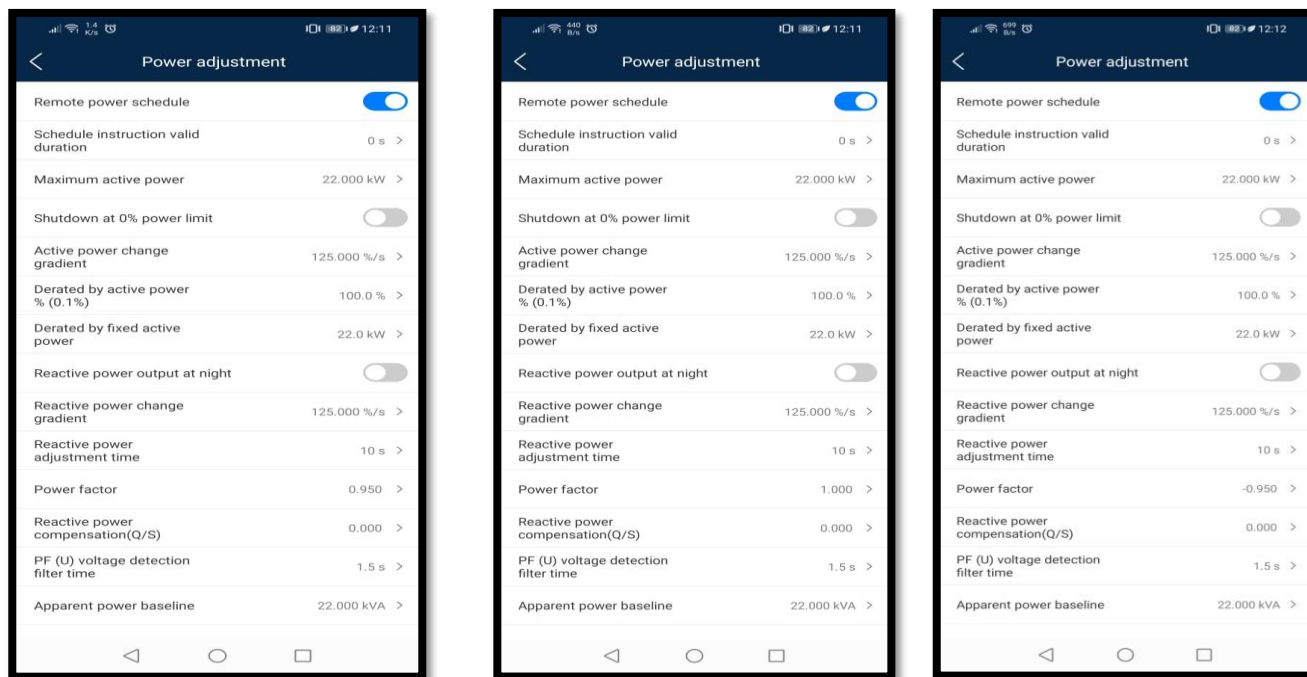 1.4 K/s 82 12:11
Power adjustment
Remote power schedule
Schedule instruction valid
duration
0 s >
Maximum active power 22.000 kW >
Shutdown at 0% power limit
Active power change
gradient
125.000 %/s >
Derated by active power
% (0.1%)
100.0 % >
Derated by fixed active
power
22.0 kW >
Reactive power output at night
Reactive power change
gradient
125.000 %/s >
Reactive power
adjustment time
10 s >
Power factor 0.950 >
Reactive power
compensation(Q/S)
0.000 >
PF (U) voltage detection
filter time
1.5 s >
Apparent power baseline 22.000 kVA >
440 B/s 82 12:11
Power adjustment
Remote power schedule
Schedule instruction valid
duration
0 s >
Maximum active power 22.000 kW >
Shutdown at 0% power limit
Active power change
gradient
125.000 %/s >
Derated by active power
% (0.1%)
100.0 % >
Derated by fixed active
power
22.0 kW >
Reactive power output at night
Reactive power change
gradient
125.000 %/s >
Reactive power
adjustment time
10 s >
Power factor 1.000 >
Reactive power
compensation(Q/S)
0.000 >
PF (U) voltage detection
filter time
1.5 s >
Apparent power baseline 22.000 kVA >
699 B/s 82 12:12
Power adjustment
Remote power schedule
Schedule instruction valid
duration
0 s >
Maximum active power 22.000 kW >
Shutdown at 0% power limit
Active power change
gradient
125.000 %/s >
Derated by active power
% (0.1%)
100.0 % >
Derated by fixed active
power
22.0 kW >
Reactive power output at night
Reactive power change
gradient
125.000 %/s >
Reactive power
adjustment time
10 s >
Power factor -0.950 >
Reactive power
compensation(Q/S)
0.000 >
PF (U) voltage detection
filter time
1.5 s >
Apparent power baseline 22.000 kVA >